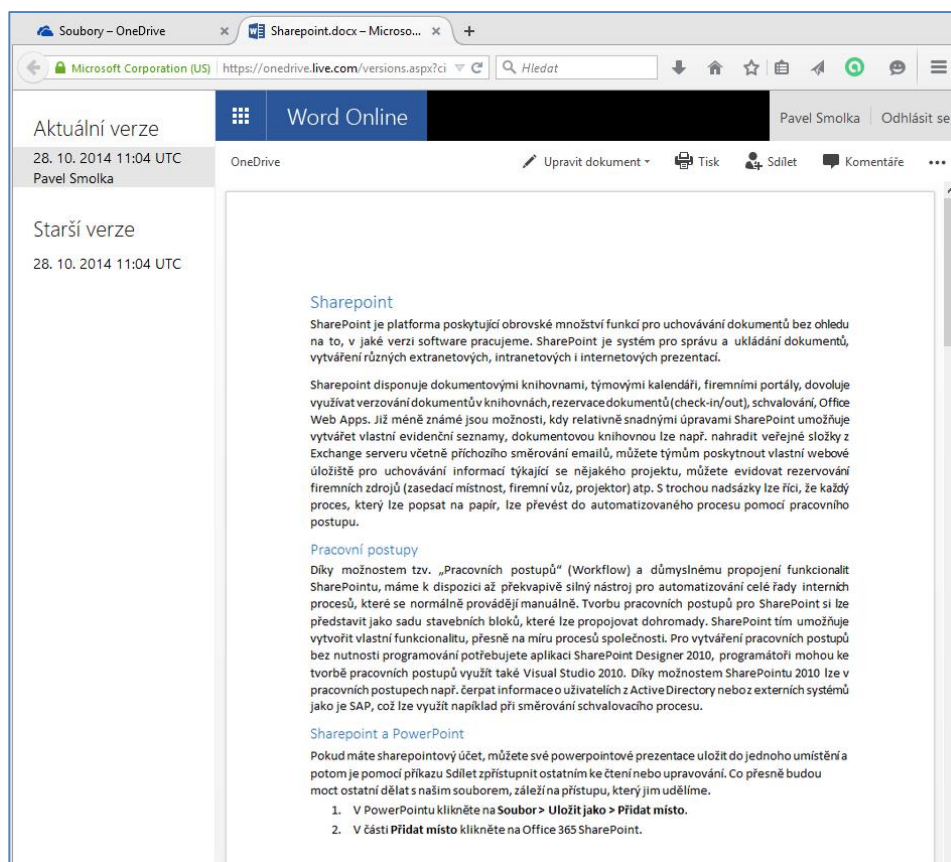 Soubory – OneDrive
Sharepoint.docx – Microso...
Microsoft Corporation (US)
https://onedrive.live.com/versions.aspx?ci
Hledat
Aktuální verze
28. 10. 2014 11:04 UTC
Pavel Smolka
Starší verze
28. 10. 2014 11:04 UTC
Word Online
Pavel Smolka
Odhlásit se
OneDrive
Upravit dokument
Tisk
Sdílet
Komentáře
Sharepoint
SharePoint je platforma poskytující obrovské množství funkcí pro uchovávání dokumentů bez ohledu
na to, v jaké verzi software pracujeme. SharePoint je systém pro správu a ukládání dokumentů,
vytváření různých extranetových, intranetových i internetových prezentací.
Sharepoint disponuje dokumentovými knihovnami, týmovými kalendáři, firemními portály, dovoluje
využívat verzování dokumentů v knihovnách, rezervace dokumentů (check-in/out), schvalování, Office
Web Apps. Již méně známé jsou možnosti, kdy relativně snadnými úpravami SharePoint umožňuje
vytvářet vlastní evidenční seznamy, dokumentovou knihovnou lze např. nahradit veřejné složky z
Exchange serveru včetně příchozího směrování emailů, můžete týmům poskytnout vlastní webové
úložiště pro uchovávání informací týkající se nějakého projektu, můžete evidovat rezervování
firemních zdrojů (zasedací místnost, firemní vůz, projektor) atp. S trochou nadsázky lze říci, že každý
proces, který lze popsat na papír, lze převést do automatizovaného procesu pomocí pracovního
postupu.
Pracovní postupy
Díky možnostem tzv. „Pracovních postupů“ (Workflow) a důmyslnému propojení funkcionalit
SharePointu, máme k dispozici až překvapivě silný nástroj pro automatizování celé řady interních
procesů, které se normálně provádějí manuálně. Tvorbu pracovních postupů pro SharePoint si lze
představit jako sadu stavebních bloků, které lze propojovat dohromady. SharePoint tím umožňuje
vytvořit vlastní funkcionalitu, přesně na míru procesů společnosti. Pro vytváření pracovních postupů
bez nutnosti programování potřebujete aplikaci SharePoint Designer 2010, programátoři mohou ke
tvorbě pracovních postupů využít také Visual Studio 2010. Díky možnostem SharePointu 2010 lze v
pracovních postupech např. čerpat informace o uživatelích z Active Directory nebo z externích systémů
jako je SAP, což lze využít napíklad při směrování schvalovacího procesu.
Sharepoint a PowerPoint
Pokud máte sharepointový účet, můžete své powerpointové prezentace uložit do jednoho umístění a
potom je pomocí příkazu Sdílet zpřístupnit ostatním ke čtení nebo upravování. Co přesně budou
moct ostatní dělat s našim souborem, záleží na přístupu, který jim udělíme.
1. V PowerPointu klikněte na Soubor > Uložit jako > Přidat místo.
2. V části Přidat místo klikněte na Office 365 SharePoint.